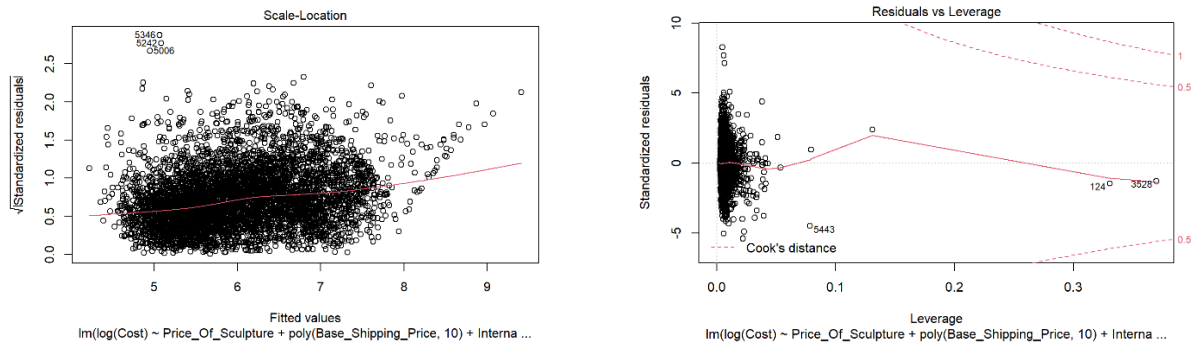 Scale-Location
√|Standardized residuals|
0.0 0.5 1.0 1.5 2.0 2.5
5346
5242
5006
5 6 7 8 9
Fitted values
lm(log(Cost) ~ Price_Of_Sculpture + poly(Base_Shipping_Price, 10) + Interna ...
Residuals vs Leverage
Standardized residuals
-5 0 5 10
1
0.5
124
3528
5443
0.5
Cook's distance
0.0 0.1 0.2 0.3
Leverage
lm(log(Cost) ~ Price_Of_Sculpture + poly(Base_Shipping_Price, 10) + Interna ...